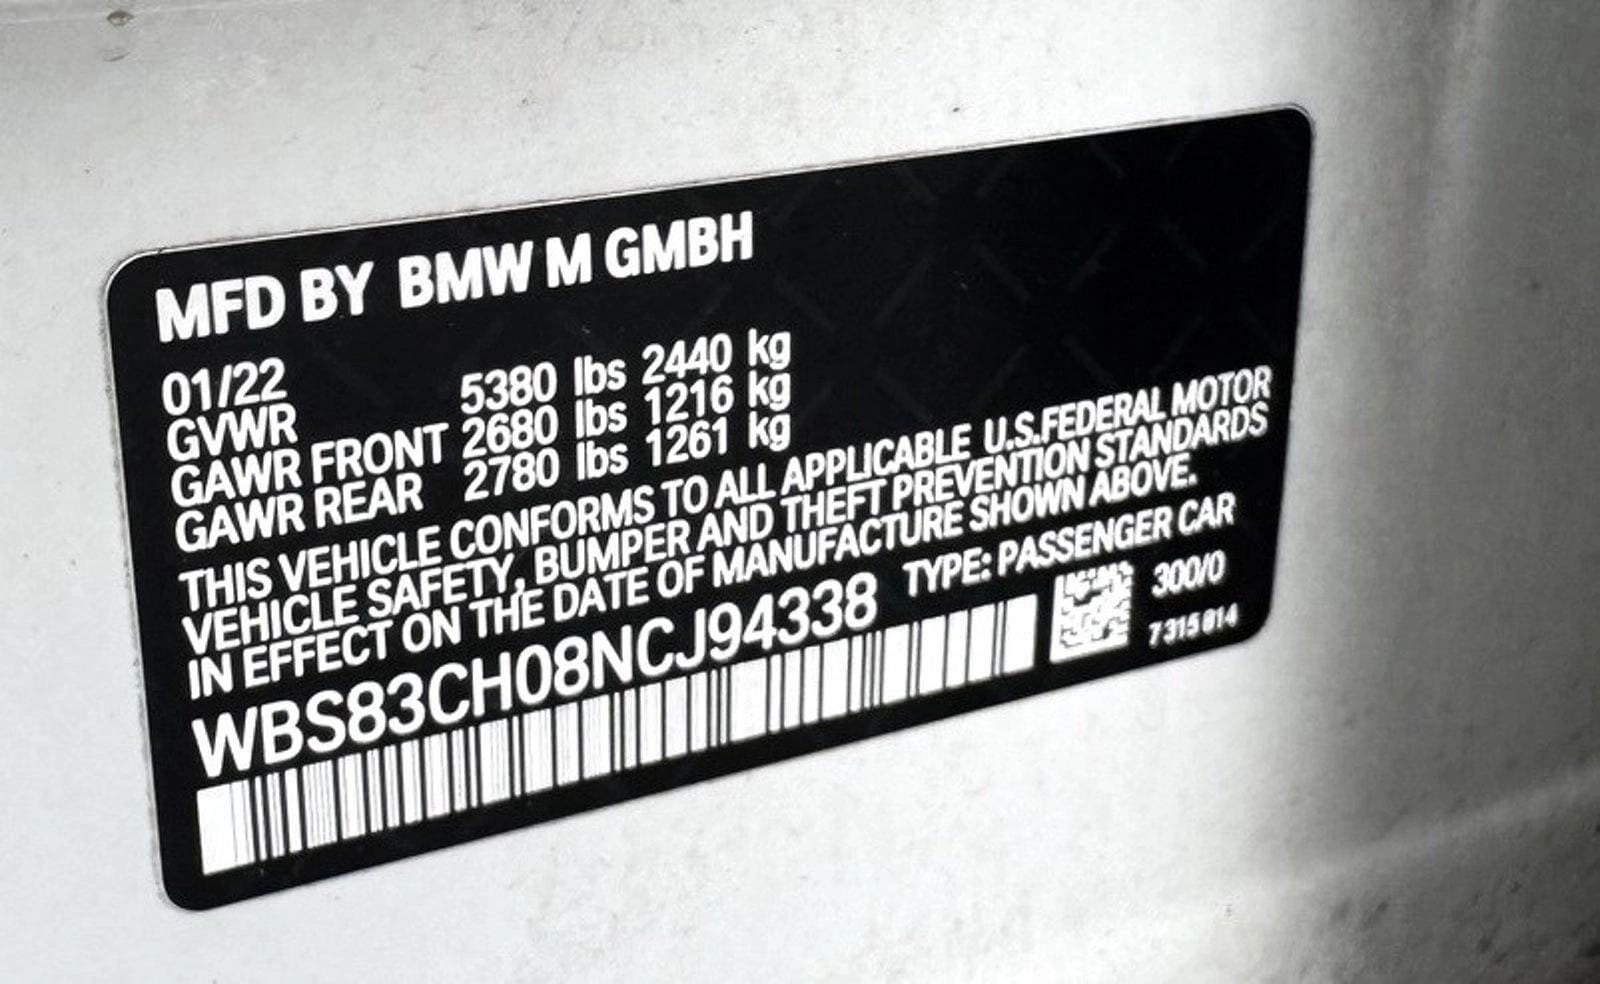 MFD BY BMW M GMBH
01/22
GVWR 5380 lbs 2440 kg
GAWR FRONT 2680 lbs 1216 kg
GAWR REAR 2780 lbs 1261 kg
THIS VEHICLE CONFORMS TO ALL APPLICABLE U.S.FEDERAL MOTOR
VEHICLE SAFETY, BUMPER AND THEFT PREVENTION STANDARDS
IN EFFECT ON THE DATE OF MANUFACTURE SHOWN ABOVE.
WBS83CH08NCJ94338 TYPE: PASSENGER CAR
300/0
7 315 814